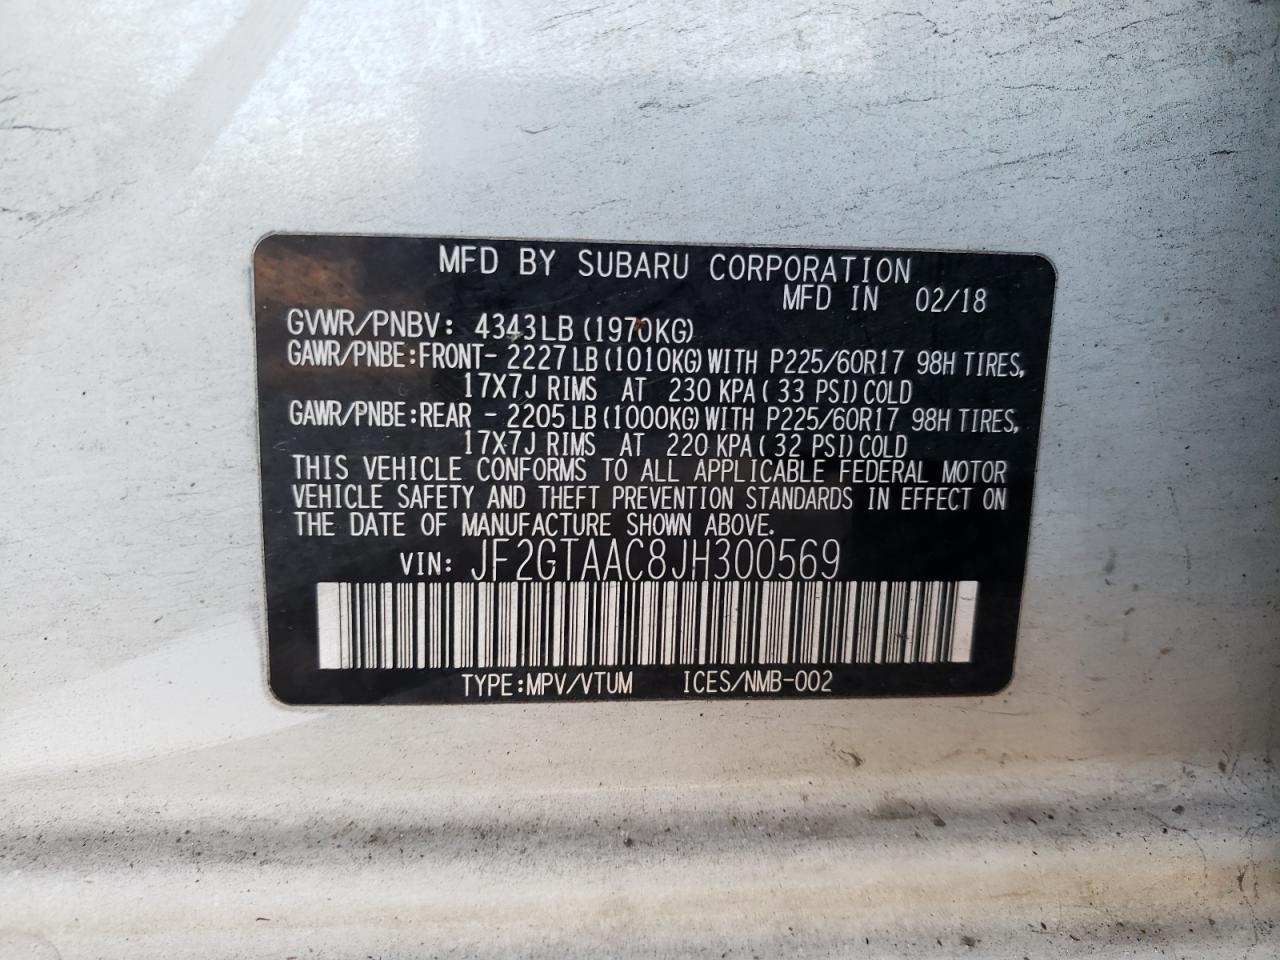 MFD BY SUBARU CORPORATION
MFD IN 02/18
GVWR/PNBV: 4343LB(1970KG)
GAWR/PNBE:FRONT- 2227LB(1010KG)WITH P225/60R17 98H TIRES,
17X7J RIMS AT 230 KPA(33 PSI)COLD
GAWR/PNBE:REAR - 2205LB(1000KG)WITH P225/60R17 98H TIRES,
17X7J RIMS AT 220 KPA(32 PSI)COLD
THIS VEHICLE CONFORMS TO ALL APPLICABLE FEDERAL MOTOR
VEHICLE SAFETY AND THEFT PREVENTION STANDARDS IN EFFECT ON
THE DATE OF MANUFACTURE SHOWN ABOVE.
VIN: JF2GTAAC8JH300569
TYPE:MPV/VTUM ICES/NMB-002